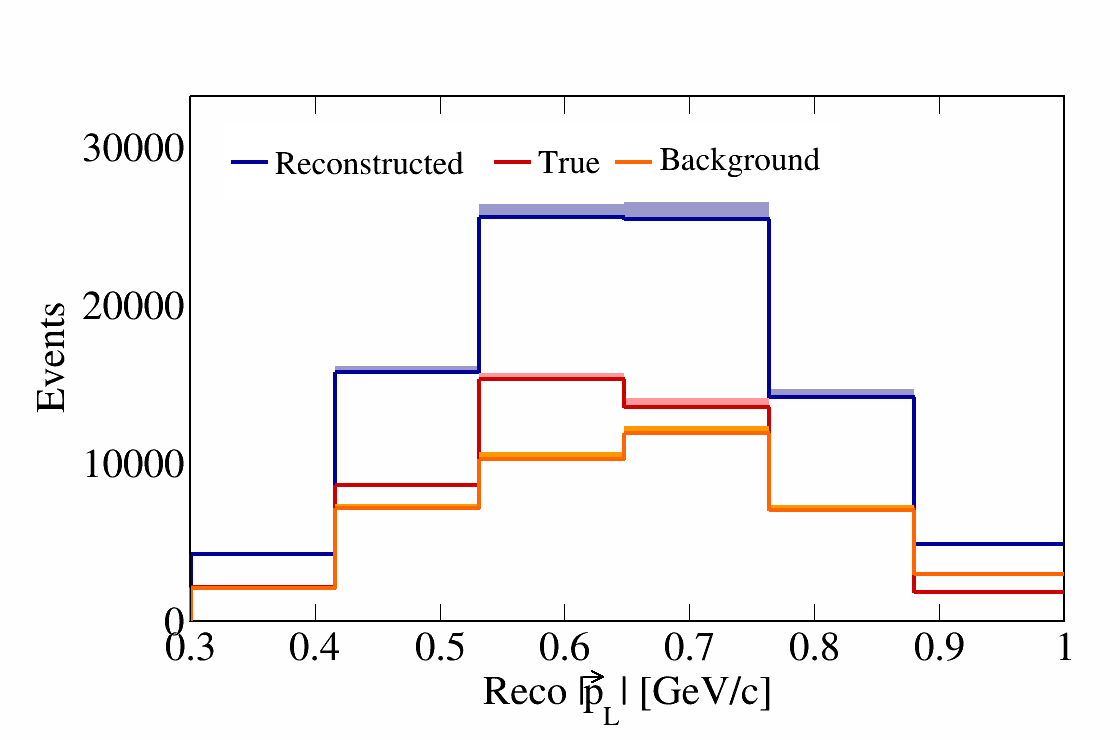 30000
20000
10000
0
Events
Reconstructed True Background
0.3 0.4 0.5 0.6 0.7 0.8 0.9 1
Reco |p⃗_L| [GeV/c]